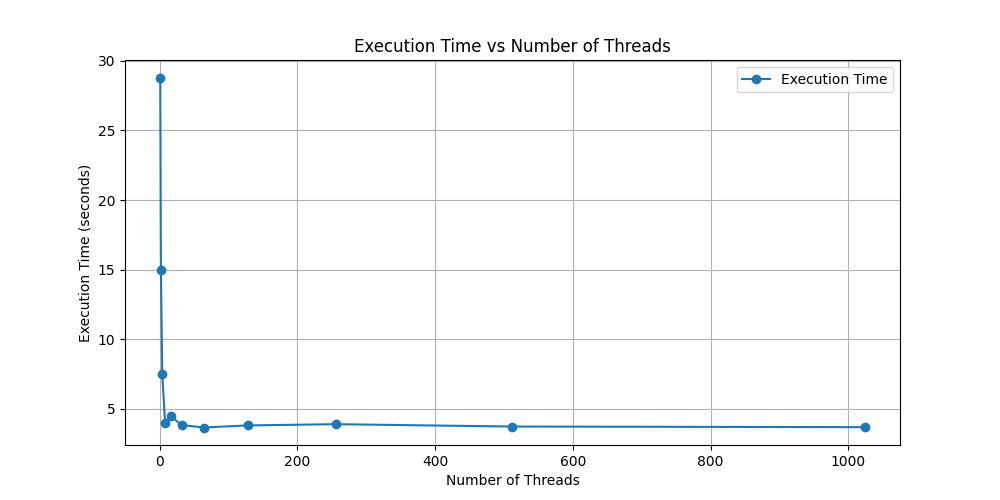 Execution Time vs Number of Threads
Execution Time
30
25
20
15
10
5
Execution Time (seconds)
0 200 400 600 800 1000
Number of Threads